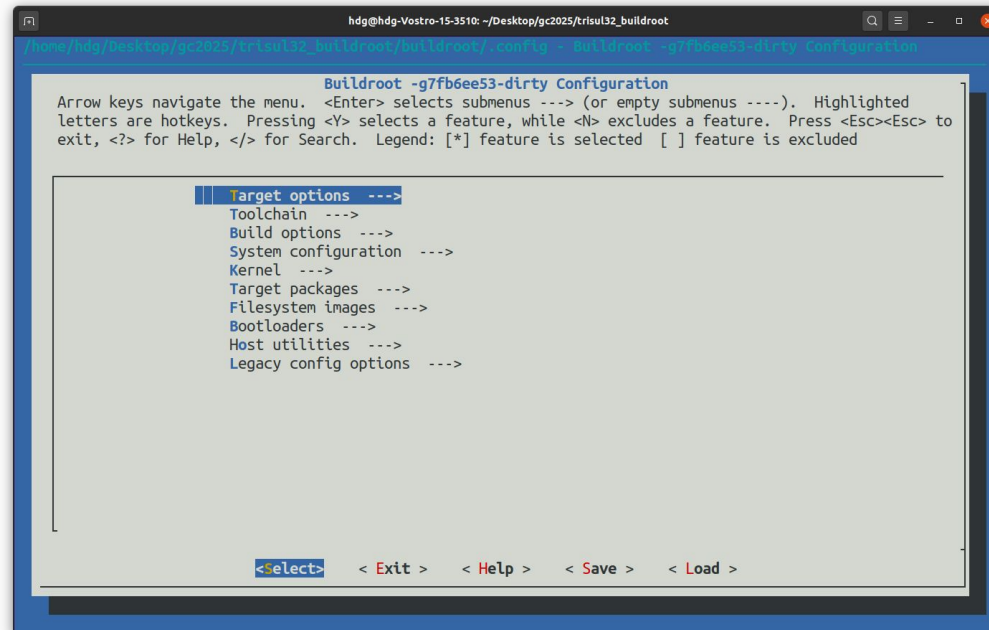 hdg@hdg-Vostro-15-3510: ~/Desktop/gc2025/trisul32_buildroot
/home/hdg/Desktop/gc2025/trisul32_buildroot/buildroot/.config - Buildroot -g7fb6ee53-dirty Configuration
Buildroot -g7fb6ee53-dirty Configuration
Arrow keys navigate the menu.  <Enter> selects submenus ---> (or empty submenus ----).  Highlighted
letters are hotkeys.  Pressing <Y> selects a feature, while <N> excludes a feature.  Press <Esc><Esc> to
exit, <?> for Help, </> for Search.  Legend: [*] feature is selected  [ ] feature is excluded
Target options  --->
Toolchain  --->
Build options  --->
System configuration  --->
Kernel  --->
Target packages  --->
Filesystem images  --->
Bootloaders  --->
Host utilities  --->
Legacy config options  --->
<Select>    < Exit >    < Help >    < Save >    < Load >